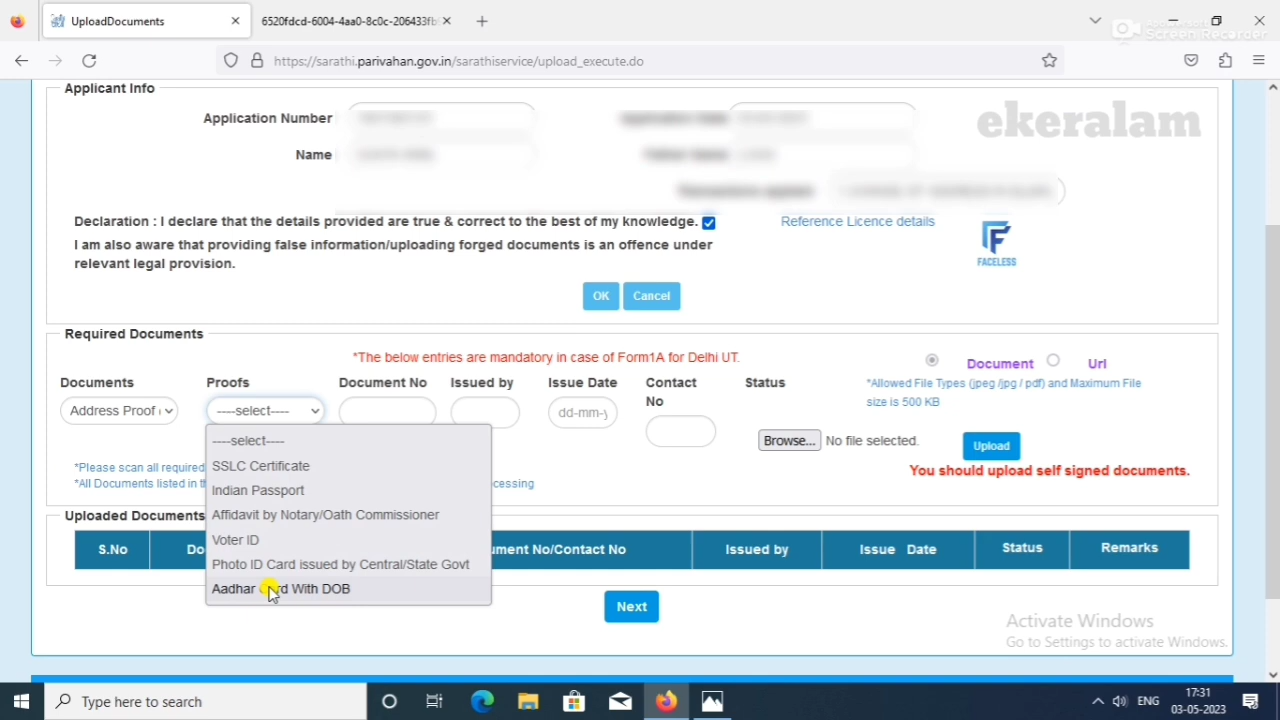 UploadDocuments
6520fdcd-6004-4aa0-8c0c-206433fb
Screen Recorder
https://sarathi.parivahan.gov.in/sarathiservice/upload_execute.do
Applicant Info
ekeralam
Application Number
Name
Declaration : I declare that the details provided are true & correct to the best of my knowledge.
Reference Licence details
I am also aware that providing false information/uploading forged documents is an offence under
relevant legal provision.
FACELESS
OK
Cancel
Required Documents
*The below entries are mandatory in case of Form1A for Delhi UT.
Document
Url
Documents
Proofs
Document No
Issued by
Issue Date
Contact
No
Status
*Allowed File Types (jpeg /jpg / pdf) and Maximum File
size is 500 KB
Address Proof (
----select----
dd-mm-y
Browse...
No file selected.
Upload
----select----
SSLC Certificate
Indian Passport
Affidavit by Notary/Oath Commissioner
Voter ID
Photo ID Card issued by Central/State Govt
Aadhar Card With DOB
*Please scan all required
You should upload self signed documents.
*All Documents listed in th
cessing
Uploaded Documents
S.No
Do
ument No/Contact No
Issued by
Issue Date
Status
Remarks
Next
Activate Windows
Go to Settings to activate Windows.
Type here to search
ENG
17:31
03-05-2023